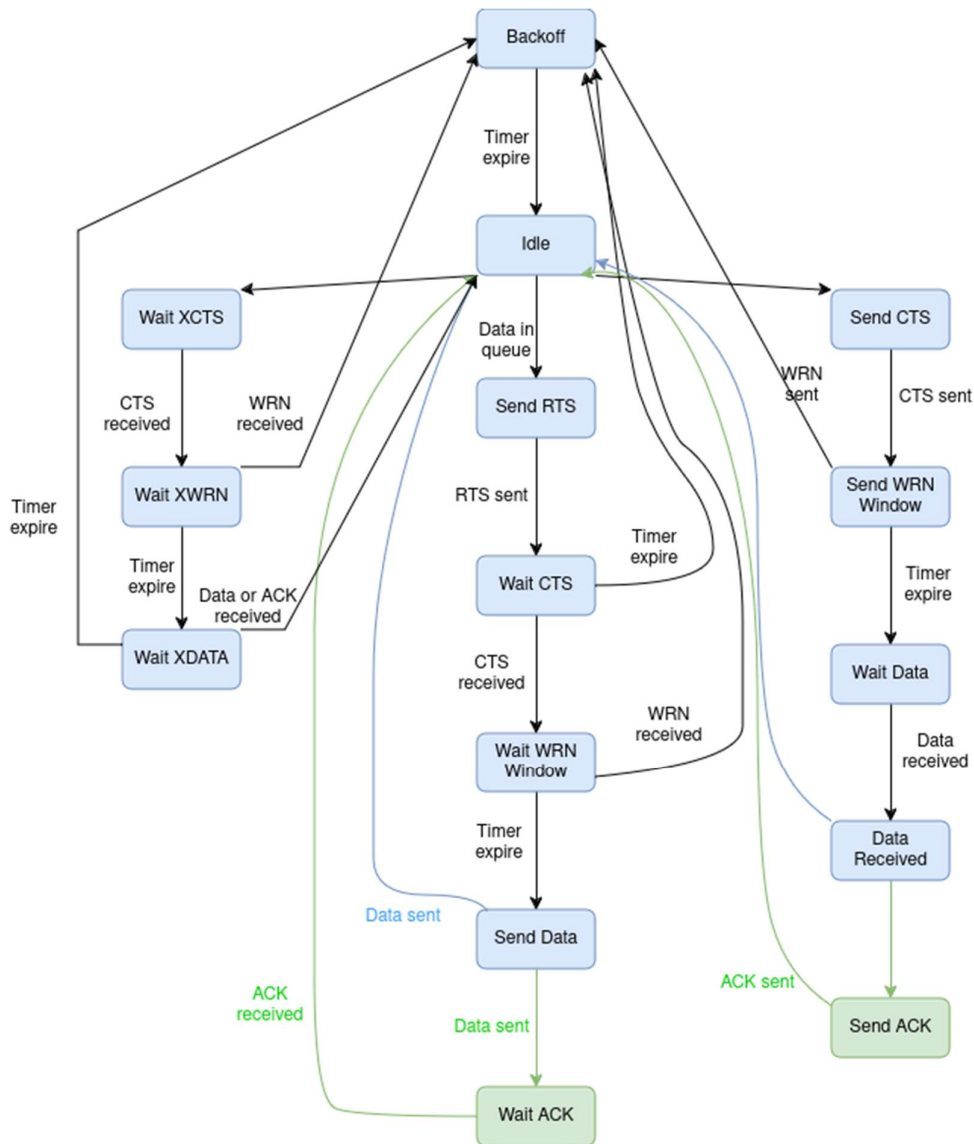 Backoff
Timer
expire
Idle
Wait XCTS
Data in
queue
Send CTS
Send RTS
WRN
sent
CTS sent
CTS
received
WRN
received
Wait XWRN
RTS sent
Send WRN
Window
Timer
expire
Timer
expire
Timer
expire
Data or ACK
received
Wait CTS
Timer
expire
Wait XDATA
CTS
received
Wait Data
WRN
received
Wait WRN
Window
Data
received
Timer
expire
Data
Received
Data sent
Send Data
ACK
received
Data sent
ACK sent
Send ACK
Wait ACK